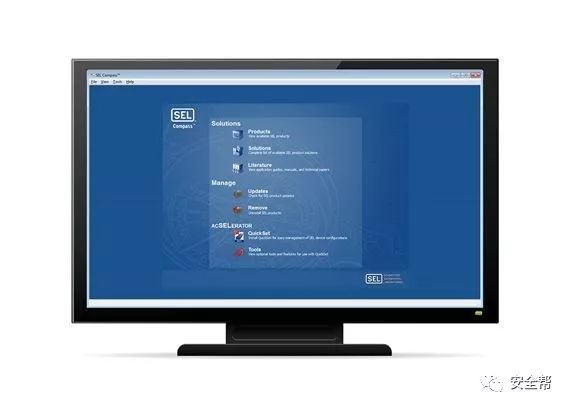 SEL Compass™
File View Tools Help
SEL
Compass™
Solutions
Products
View available SEL products
Solutions
Complete list of available SEL product solutions
Literature
View application guides, manuals, and technical papers
Manage
Updates
Check for SEL product updates
Remove
Uninstall SEL products
ACSELERATOR
QuickSet
Install QuickSet for easy management of SEL device configurations
Tools
View optional tools and features for use with QuickSet
SEL
安全帮